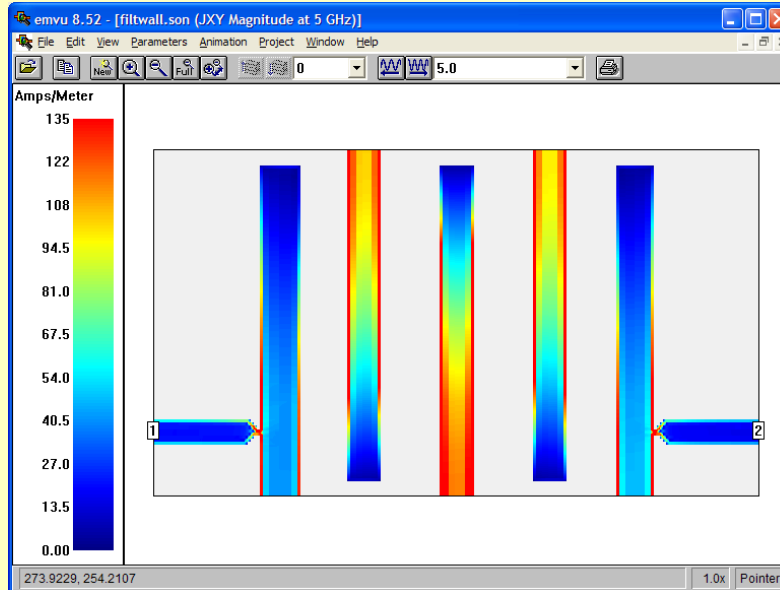 emvu 8.52 - [filtwall.son (JXY Magnitude at 5 GHz)]
File Edit View Parameters Animation Project Window Help
New Full 0 5.0
Amps/Meter
135
122
108
94.5
81.0
67.5
54.0
40.5
27.0
13.5
0.00
1
2
273.9229, 254.2107 1.0x Pointer